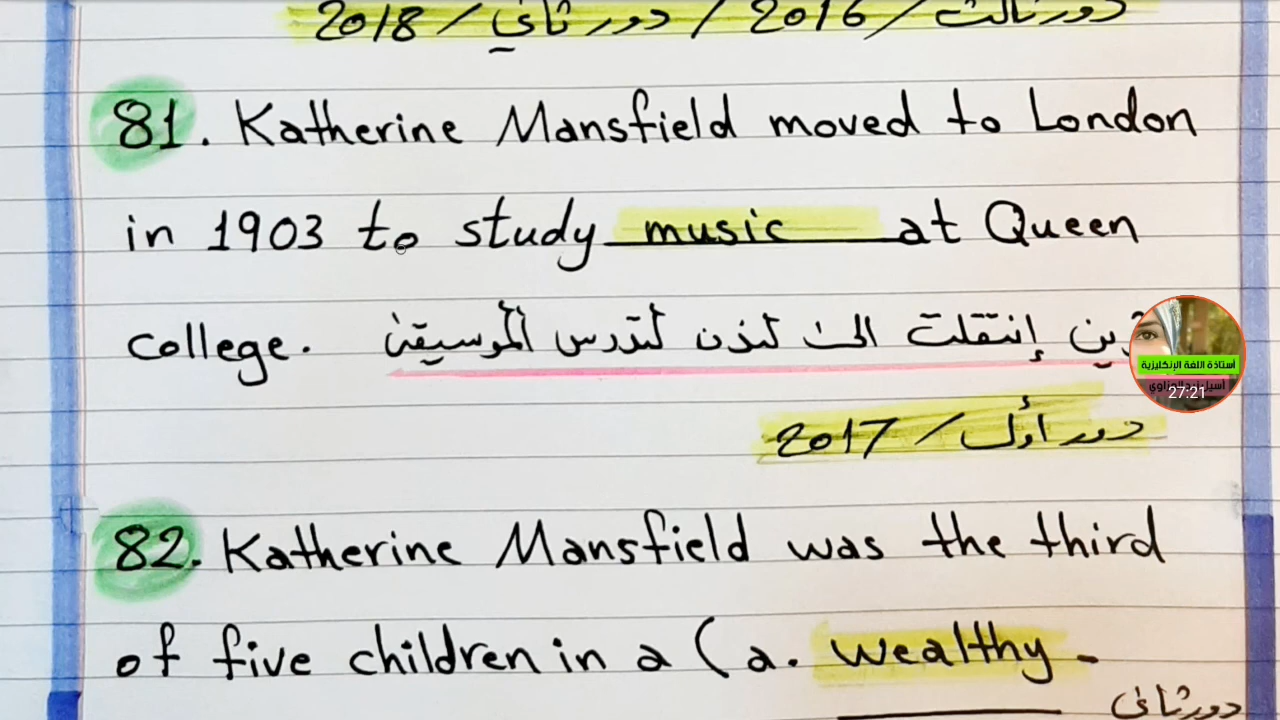 دور ثالث / 2016 / دور ثاني / 2018
81. Katherine Mansfield moved to London
in 1903 to study music at Queen
college. رين إنتقلت الى لندن لتدرس الموسيقى
دور أول / 2017
82. Katherine Mansfield was the third
of five children in a (a. wealthy -
دور ثاني
أستاذة اللغة الإنكليزية
27:21